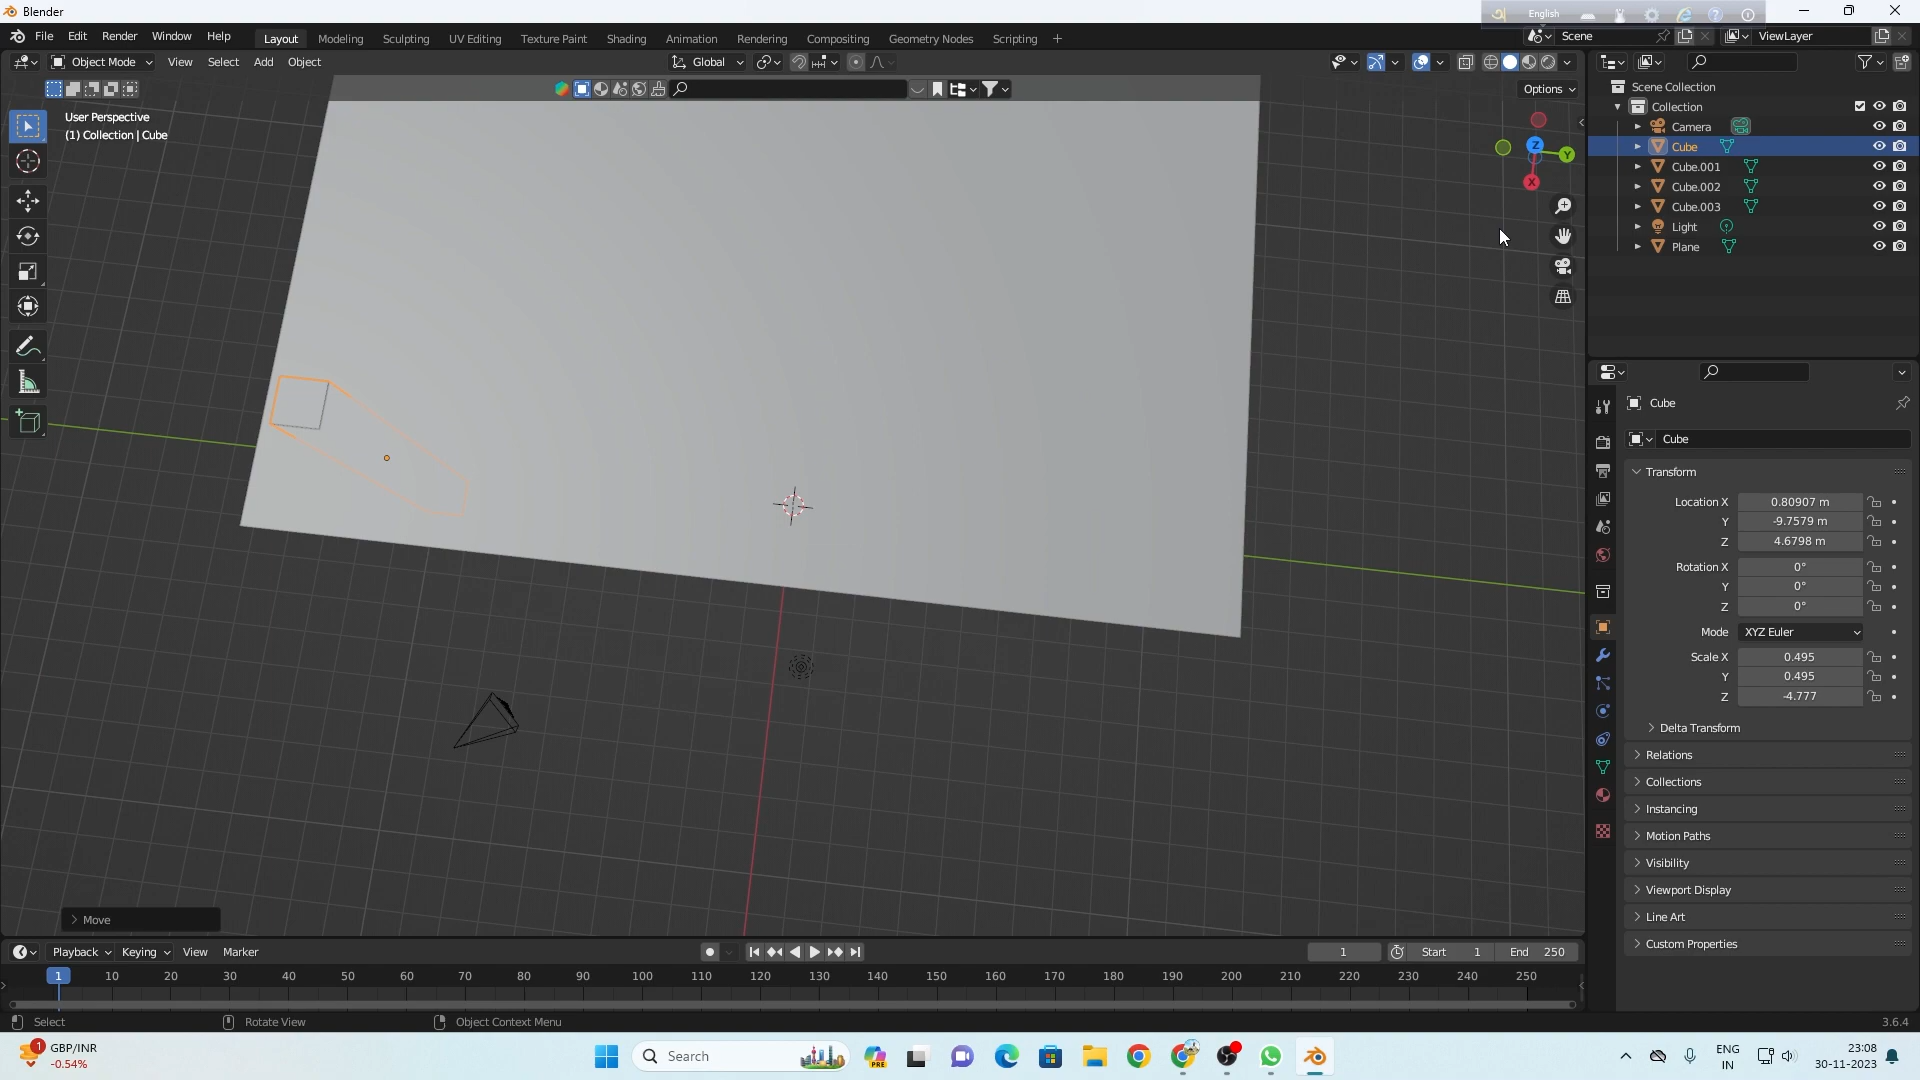 Blender
English
File Edit Render Window Help Layout Modeling Sculpting UV Editing Texture Paint Shading Animation Rendering Compositing Geometry Nodes Scripting + Scene ViewLayer
Object Mode View Select Add Object Global
Options
User Perspective
(1) Collection | Cube
Z
Y
X
Scene Collection
Collection
Camera
Cube
Cube.001
Cube.002
Cube.003
Light
Plane
Cube
Cube
Transform
Location X 0.80907 m
Y -9.7579 m
Z 4.6798 m
Rotation X 0°
Y 0°
Z 0°
Mode XYZ Euler
Scale X 0.495
Y 0.495
Z -4.777
Delta Transform
Relations
Collections
Instancing
Motion Paths
Visibility
Viewport Display
Line Art
Custom Properties
> Move
Playback Keying View Marker 1 Start 1 End 250
1 10 20 30 40 50 60 70 80 90 100 110 120 130 140 150 160 170 180 190 200 210 220 230 240 250
Select Rotate View Object Context Menu 3.6.4
1 GBP/INR
-0.54%
Search
PRE
ENG
IN
23:08
30-11-2023